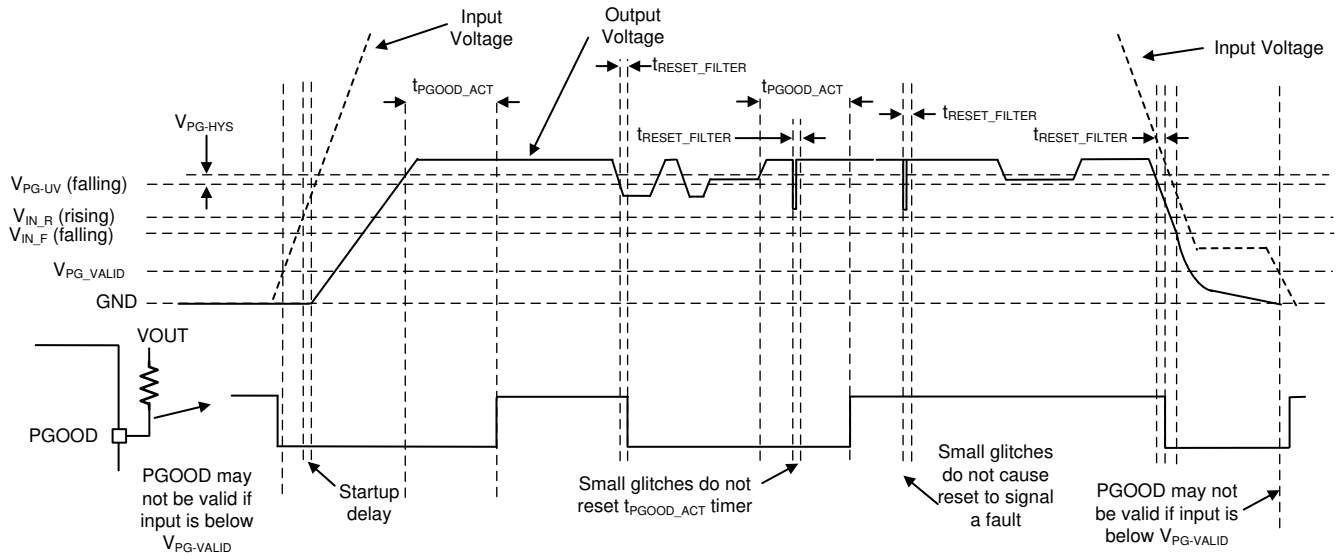 Input
Voltage
Output
Voltage
Input Voltage
tRESET_FILTER
tPGOOD_ACT
tPGOOD_ACT
tRESET_FILTER
VPG-HYS
tRESET_FILTER
tRESET_FILTER
VPG-UV (falling)
VIN_R (rising)
VIN_F (falling)
VPG_VALID
GND
VOUT
PGOOD
PGOOD may
not be valid if
input is below
VPG-VALID
Startup
delay
Small glitches do not
reset tPGOOD_ACT timer
Small glitches
do not cause
reset to signal
a fault
PGOOD may not
be valid if input is
below VPG-VALID